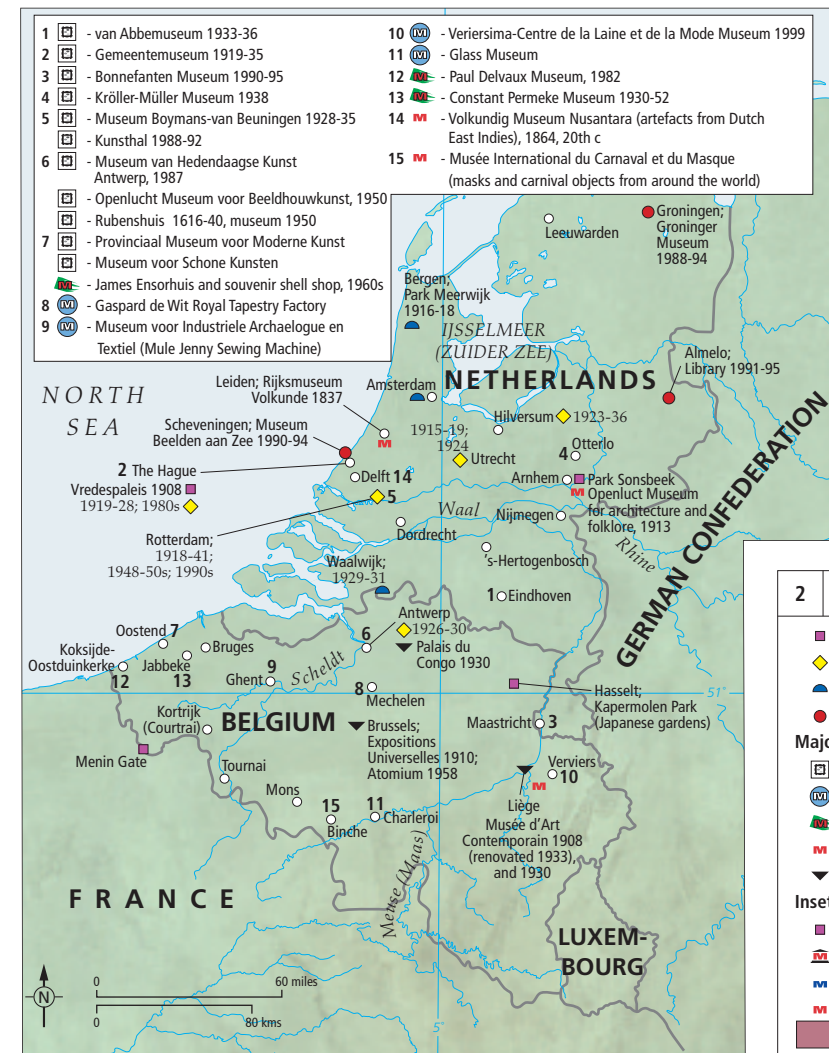 1 - van Abbemuseum 1933-36
2 - Gemeentemuseum 1919-35
3 - Bonnefanten Museum 1990-95
4 - Kröller-Müller Museum 1938
5 - Museum Boymans-van Beuningen 1928-35
- Kunsthal 1988-92
6 - Museum van Hedendaagse Kunst
Antwerp, 1987
- Openlucht Museum voor Beeldhouwkunst, 1950
- Rubenshuis 1616-40, museum 1950
7 - Provinciaal Museum voor Moderne Kunst
- Museum voor Schone Kunsten
- James Ensorhuis and souvenir shell shop, 1960s
8 - Gaspard de Wit Royal Tapestry Factory
9 - Museum voor Industriele Archaelogue en
Textiel (Mule Jenny Sewing Machine)
10 - Veriersima-Centre de la Laine et de la Mode Museum 1999
11 - Glass Museum
12 - Paul Delvaux Museum, 1982
13 - Constant Permeke Museum 1930-52
14 M - Volkundig Museum Nusantara (artefacts from Dutch
East Indies), 1864, 20th c
15 M - Musée International du Carnaval et du Masque
(masks and carnival objects from around the world)
Leeuwarden
Groningen;
Groninger
Museum
1988-94
Bergen;
Park Meerwijk
1916-18
IJSSELMEER
(ZUIDER ZEE)
Almelo;
Library 1991-95
NORTH
SEA
Leiden; Rijksmuseum
Volkunde 1837
M
Amsterdam
NETHERLANDS
Scheveningen; Museum
Beelden aan Zee 1990-94
Hilversum
1923-36
1915-19;
1924
Utrecht
Otterlo
4
2 The Hague
Delft 14
Vredespaleis 1908
1919-28; 1980s
5
Arnhem
Park Sonsbeek
M Openluct Museum
for architecture and
folklore, 1913
Waal
Nijmegen
Rhine
Rotterdam;
1918-41;
1948-50s; 1990s
Dordrecht
's-Hertogenbosch
Waalwijk;
1929-31
1 Eindhoven
GERMAN CONFEDERATION
Antwerp
1926-30
6
Palais du
Congo 1930
Oostend 7
Bruges
Koksijde-
Oostduinkerke
12
Jabbeke
13
9
Ghent
Scheldt
8
Mechelen
Hasselt;
Kapermolen Park
(Japanese gardens)
51°
Kortrijk
(Courtrai)
BELGIUM
Brussels;
Expositions
Universelles 1910;
Atomium 1958
Maastricht 3
Menin Gate
Tournai
Verviers
10
M
Mons
15
Binche
11
Charleroi
Liège
Musée d'Art
Contemporain 1908
(renovated 1933),
and 1930
Meuse (Maas)
FRANCE
LUXEM-
BOURG
N
0 60 miles
0 80 kms
5°
2
Majo
M
Inset
M
M
M